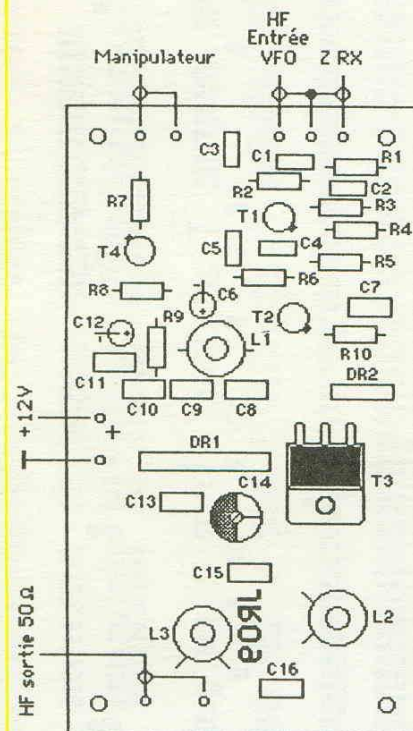 HF
Entrée
Manipulateur VFO Z RX
C3 C1 R1
R2 C2
R7 R3
T1 R4
T4 C5 C4
R5
R8 R6
C6 C7
C12 R9 T2
L1
R10
C11 DR2
C10 C9 C8
+12V
+
−
DR1
T3
C14
C13
C15
L3 JR09 L2
HF sortie 50Ω
C16